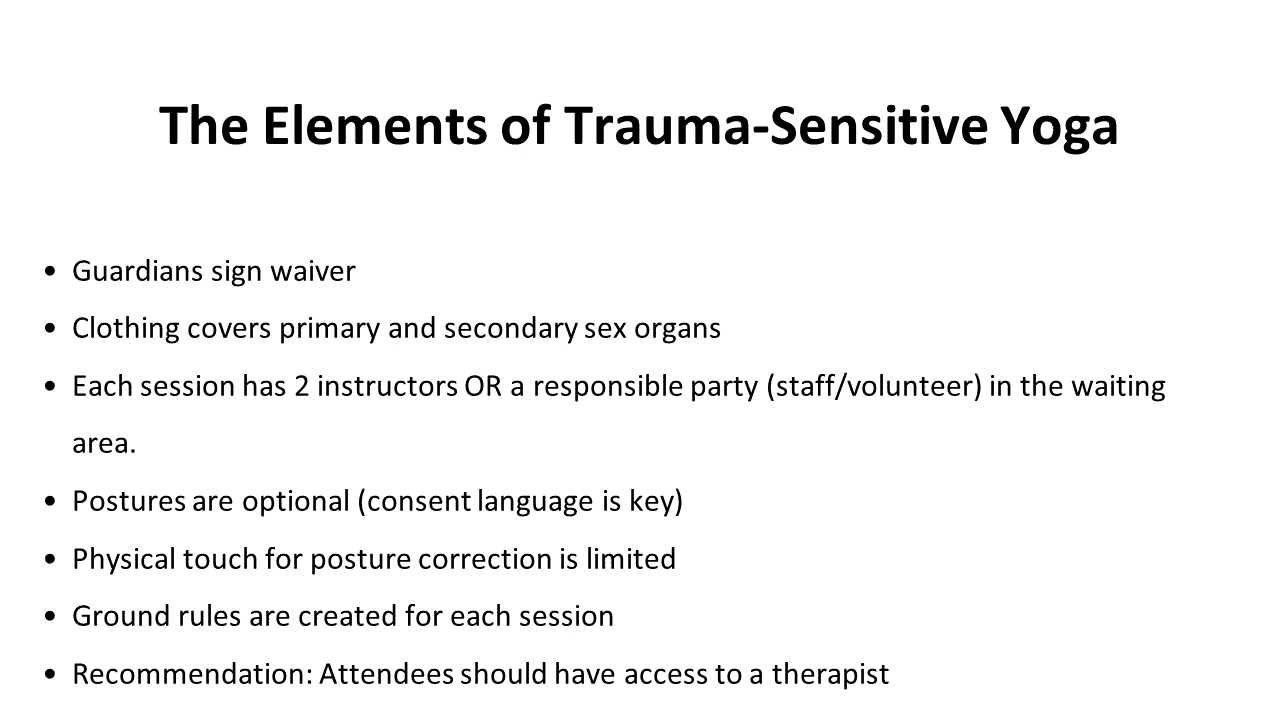 The Elements of Trauma-Sensitive Yoga
• Guardians sign waiver
• Clothing covers primary and secondary sex organs
• Each session has 2 instructors OR a responsible party (staff/volunteer) in the waiting
area.
• Postures are optional (consent language is key)
• Physical touch for posture correction is limited
• Ground rules are created for each session
• Recommendation: Attendees should have access to a therapist